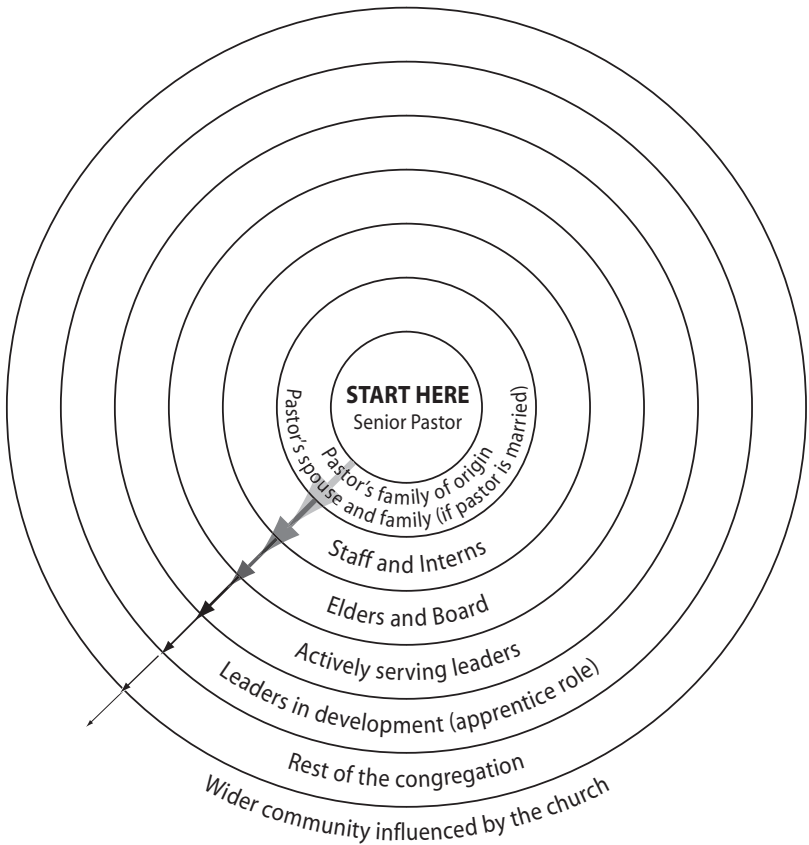 START HERE
Senior Pastor
Pastor's family of origin
Pastor's spouse and family (if pastor is married)
Staff and Interns
Elders and Board
Actively serving leaders
Leaders in development (apprentice role)
Rest of the congregation
Wider community influenced by the church